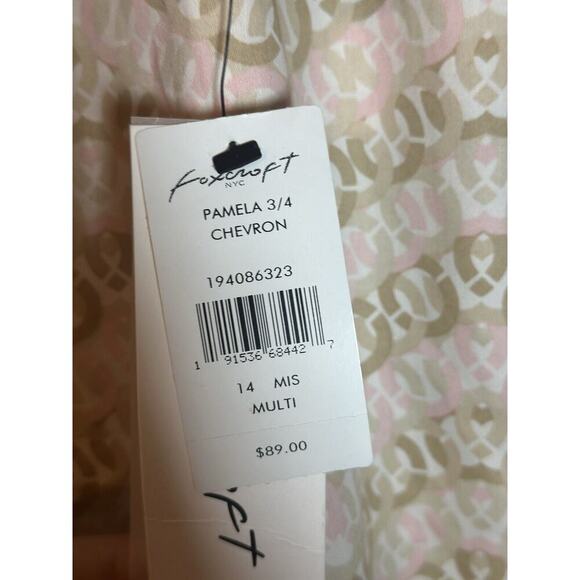 Foxcroft
NYC
PAMELA 3/4
CHEVRON
194086323
1 91536 68442 7
14 MIS
MULTI
$89.00